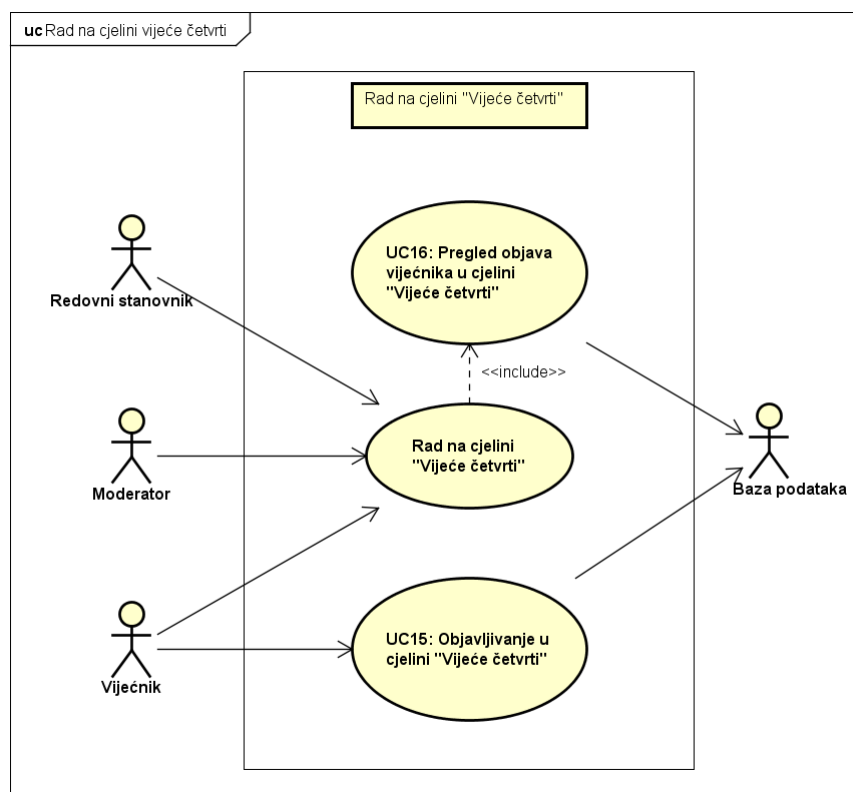 uc Rad na cjelini vijeće četvrti
Rad na cjelini "Vijeće četvrti"
UC16: Pregled objava
vijećnika u cjelini
"Vijeće četvrti"
Redovni stanovnik
<<include>>
Rad na cjelini
"Vijeće četvrti"
Moderator
Baza podataka
UC15: Objavljivanje u
cjelini "Vijeće četvrti"
Vijećnik